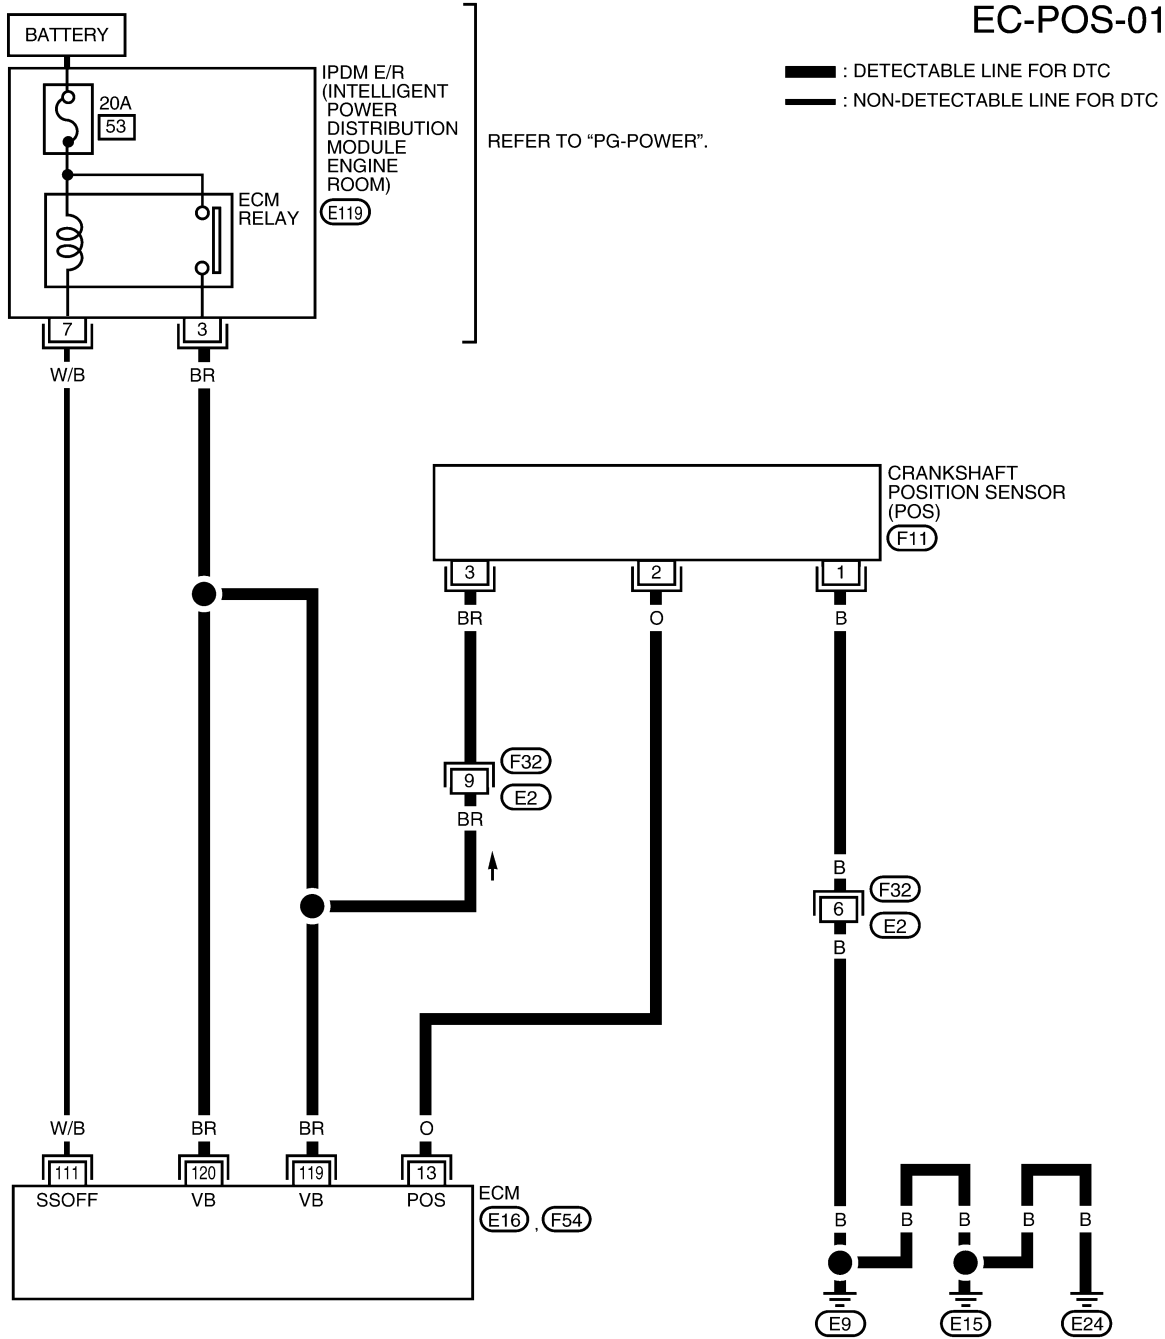 EC-POS-01
BATTERY
: DETECTABLE LINE FOR DTC
: NON-DETECTABLE LINE FOR DTC
20A
53
IPDM E/R
(INTELLIGENT
POWER
DISTRIBUTION
MODULE
ENGINE
ROOM)
E119
REFER TO “PG-POWER”.
ECM
RELAY
7
3
W/B
BR
CRANKSHAFT
POSITION SENSOR
(POS)
F11
3
2
1
BR
O
B
F32
9
E2
BR
B
F32
6
E2
B
W/B
BR
BR
O
111
120
119
13
SSOFF
VB
VB
POS
ECM
E16 , F54
B
B
B
B
B
E9
E15
E24